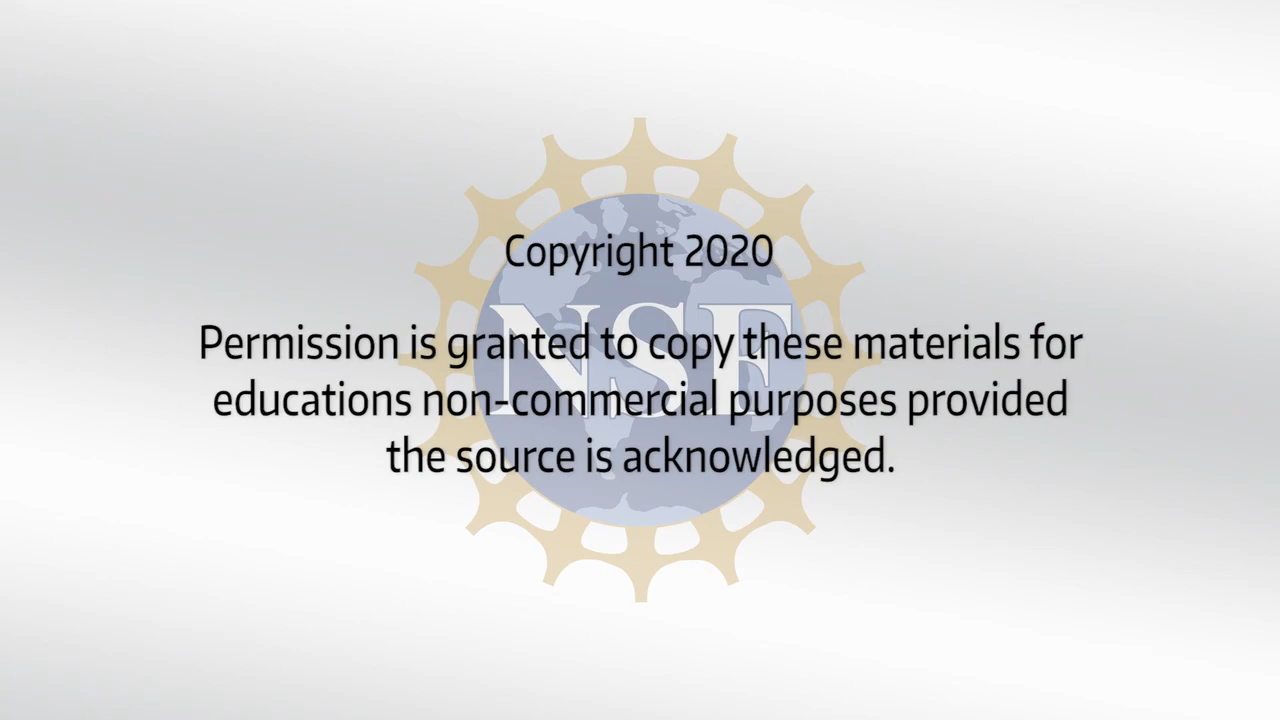 Copyright 2020
NSF
Permission is granted to copy these materials for
educations non-commercial purposes provided
the source is acknowledged.